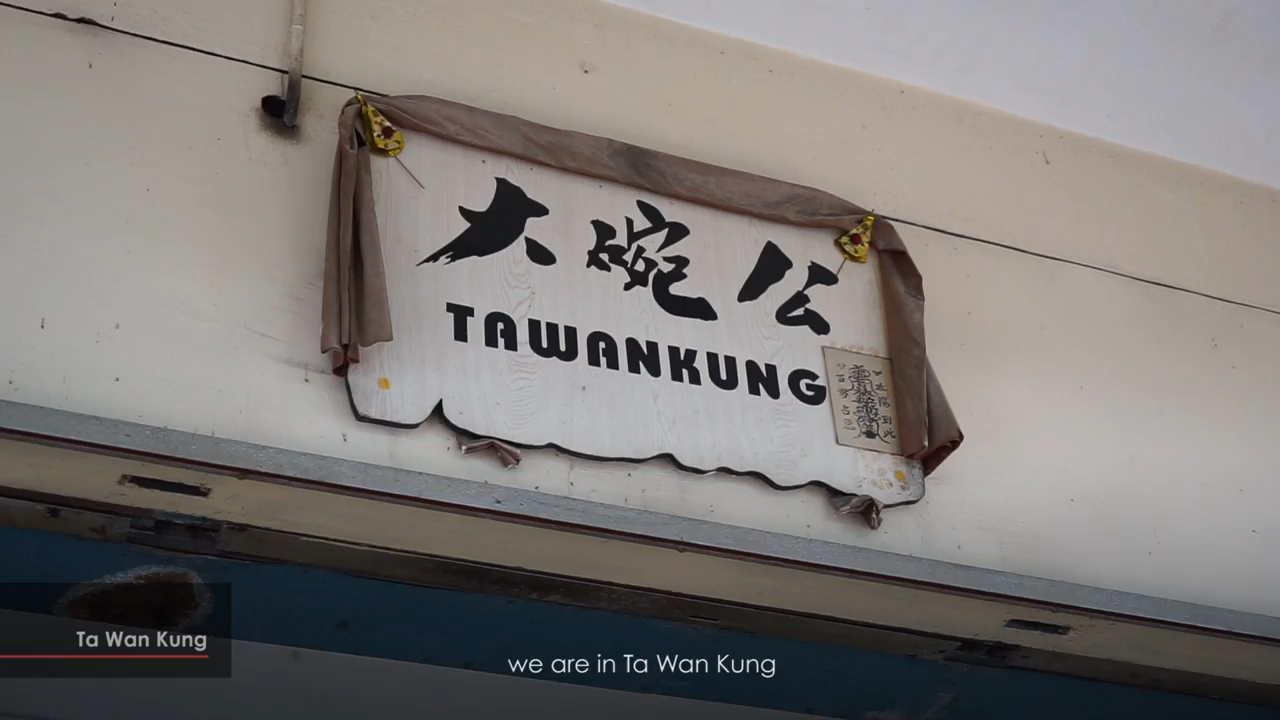 大碗公
TAWANKUNG
Ta Wan Kung
we are in Ta Wan Kung